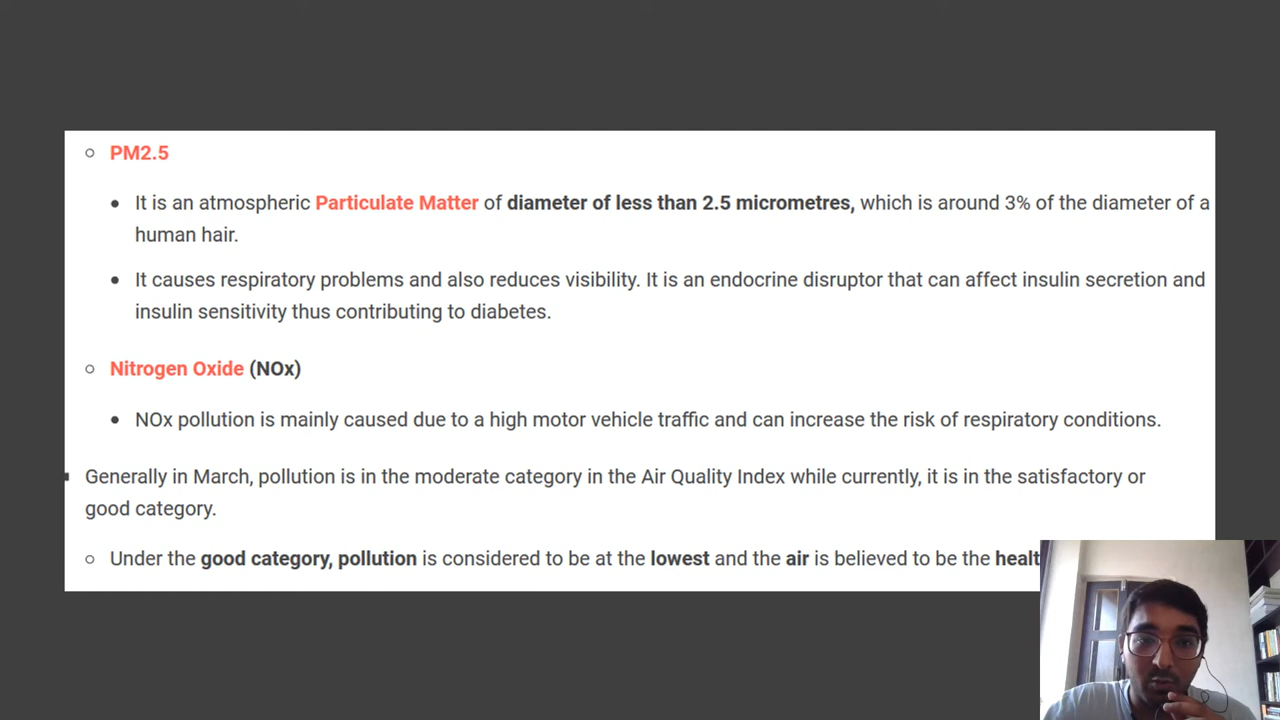 PM2.5
It is an atmospheric Particulate Matter of diameter of less than 2.5 micrometres, which is around 3% of the diameter of a
human hair.
It causes respiratory problems and also reduces visibility. It is an endocrine disruptor that can affect insulin secretion and
insulin sensitivity thus contributing to diabetes.
Nitrogen Oxide (NOx)
NOx pollution is mainly caused due to a high motor vehicle traffic and can increase the risk of respiratory conditions.
Generally in March, pollution is in the moderate category in the Air Quality Index while currently, it is in the satisfactory or
good category.
Under the good category, pollution is considered to be at the lowest and the air is believed to be the